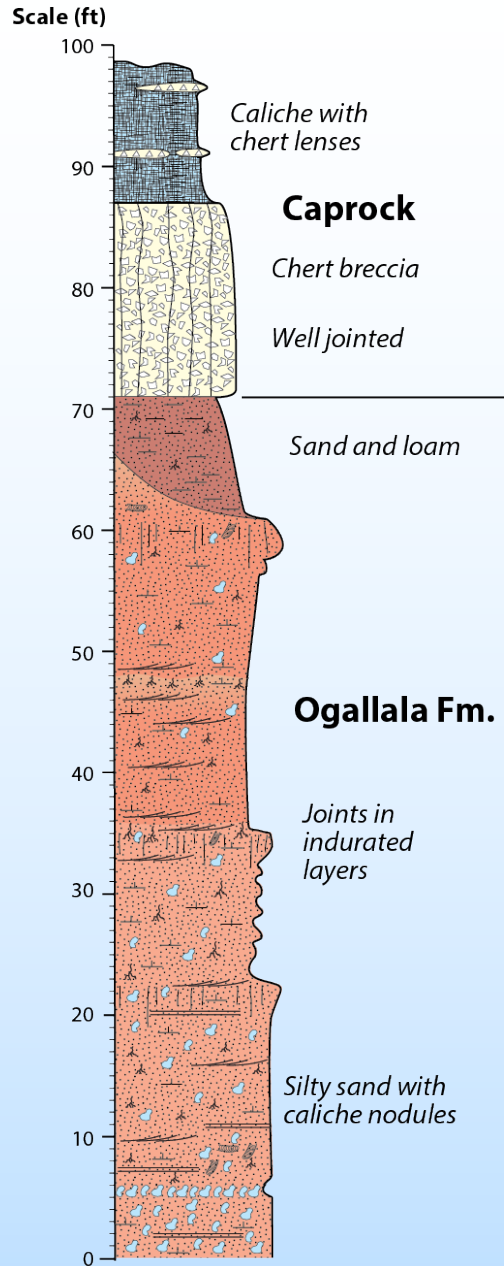 Scale (ft)
100
Caliche with
chert lenses
90
Caprock
Chert breccia
80
Well jointed
70
Sand and loam
60
50
Ogallala Fm.
40
Joints in
indurated
layers
30
20
Silty sand with
caliche nodules
10
0